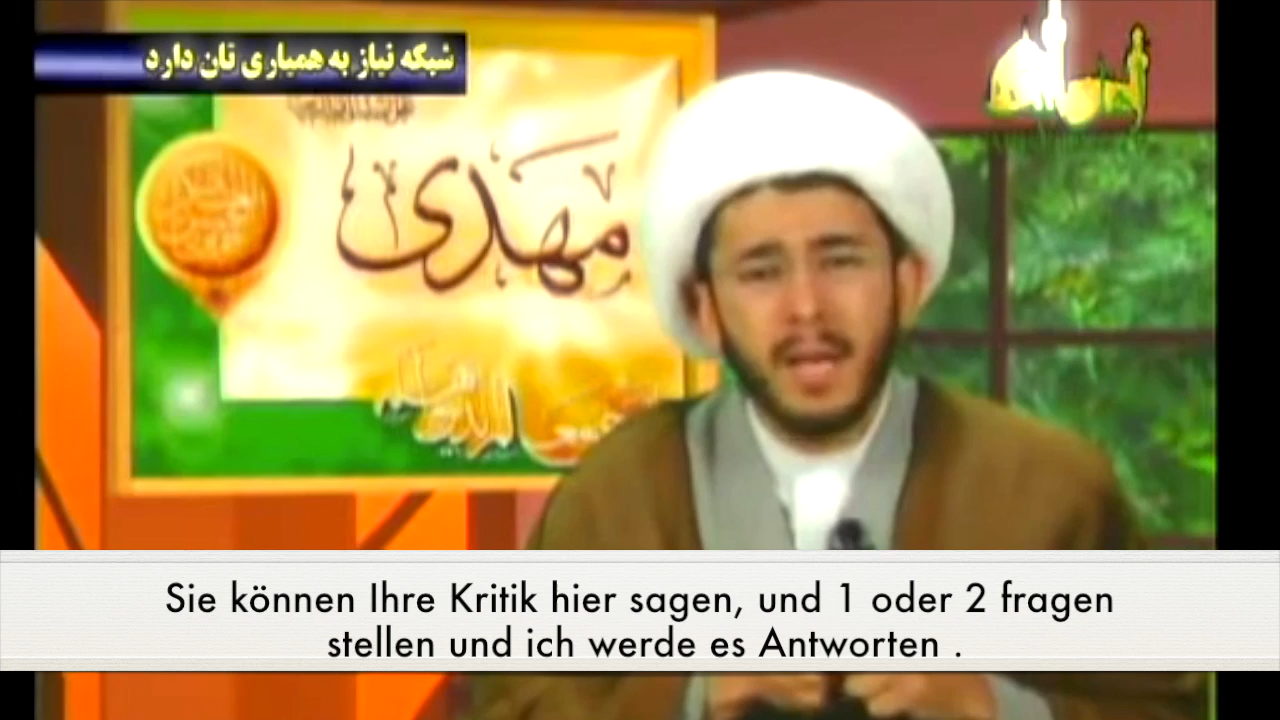 شبکه نیاز به همیاری تان دارد
مهدی
Sie können Ihre Kritik hier sagen, und 1 oder 2 fragen
stellen und ich werde es Antworten .